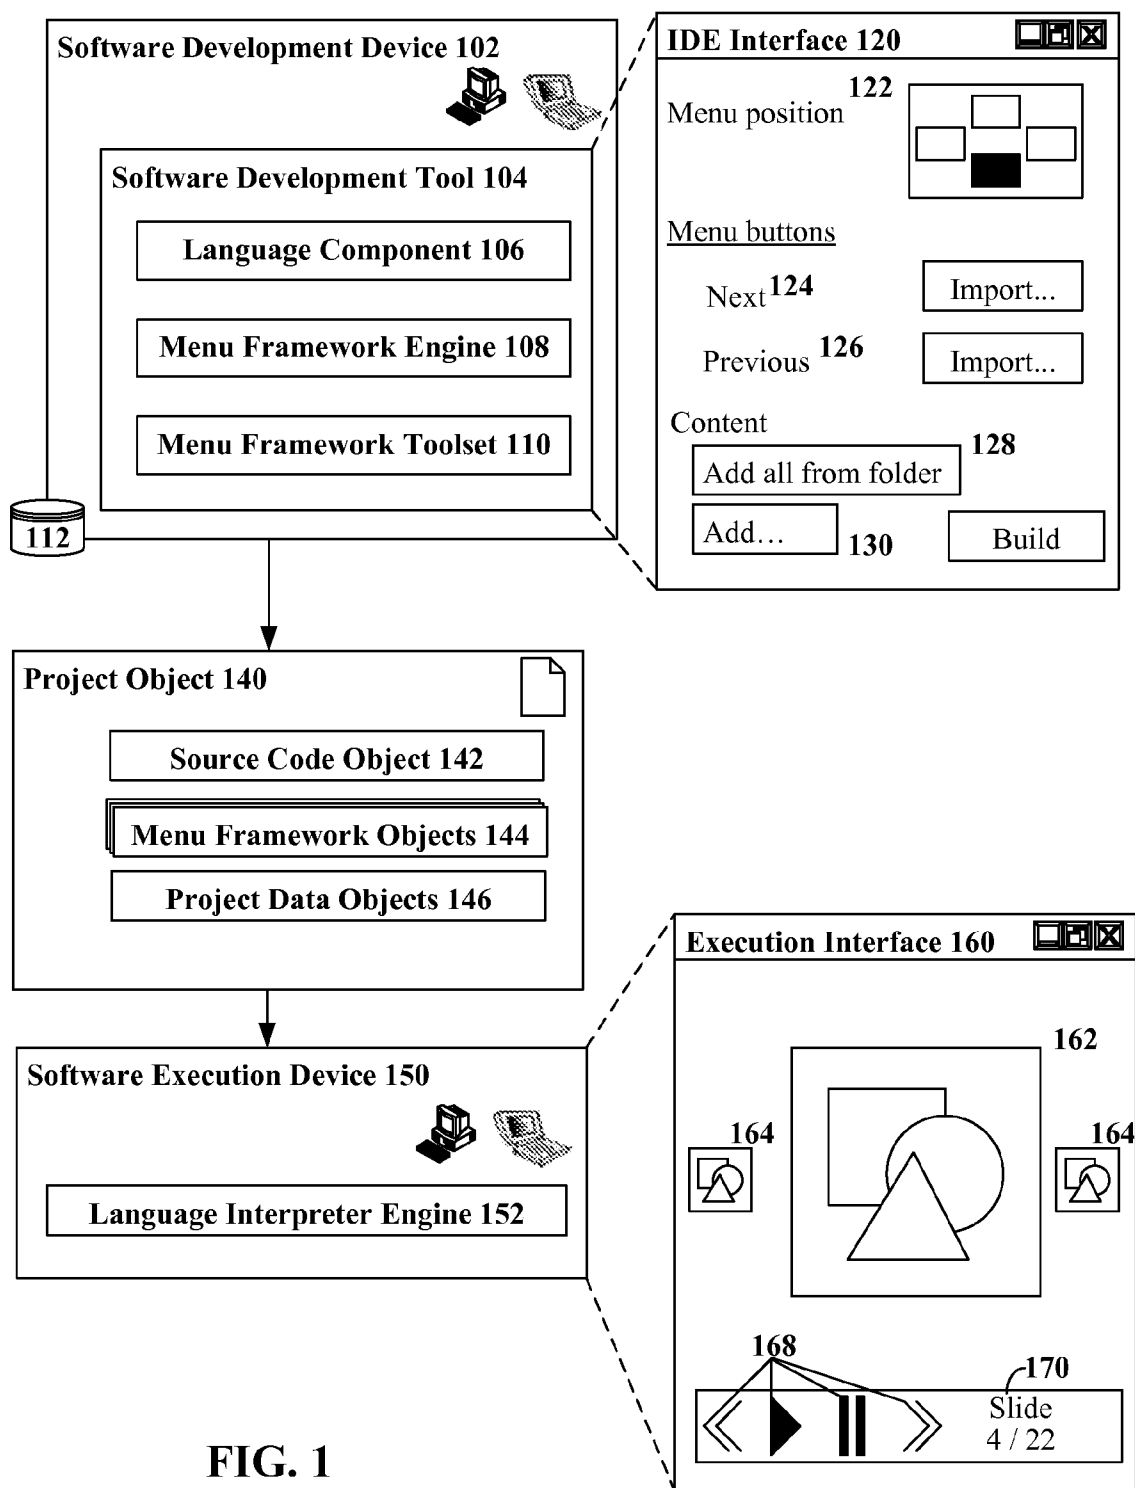 Software Development Device 102
Software Development Tool 104
Language Component 106
Menu Framework Engine 108
Menu Framework Toolset 110
112
IDE Interface 120
122
Menu position
Menu buttons
Next 124
Import...
Previous 126
Import...
Content
128
Add all from folder
Add...
130
Build
Project Object 140
Source Code Object 142
Menu Framework Objects 144
Project Data Objects 146
Software Execution Device 150
Language Interpreter Engine 152
Execution Interface 160
162
164
164
168
170
Slide
4 / 22
FIG. 1